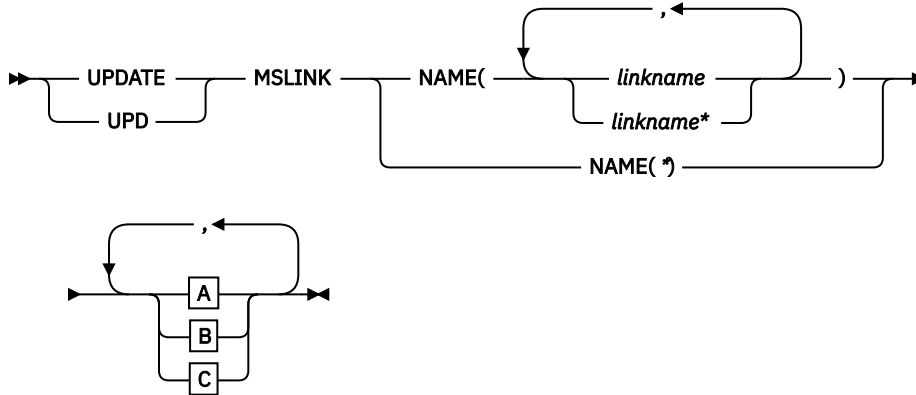 ,
UPDATE MSLINK NAME( linkname )
UPD linkname*
NAME( *)
,
A
B
C